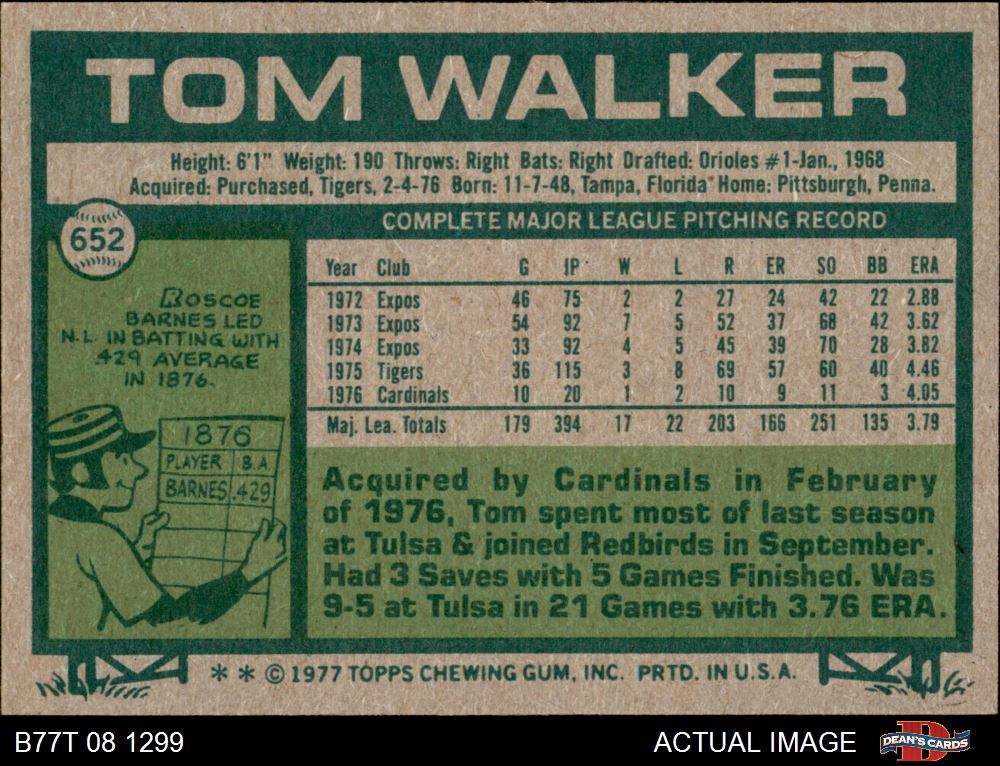 TOM WALKER
Height: 6'1" Weight: 190 Throws: Right Bats: Right Drafted: Orioles #1-Jan., 1968
Acquired: Purchased, Tigers, 2-4-76 Born: 11-7-48, Tampa, Florida Home: Pittsburgh, Penna.
652
COMPLETE MAJOR LEAGUE PITCHING RECORD
Year Club G IP W L R ER SO BB ERA
1972 Expos 46 75 2 2 27 24 42 22 2.88
1973 Expos 54 92 7 5 52 37 68 42 3.62
1974 Expos 33 92 4 5 45 39 70 28 3.82
1975 Tigers 36 115 3 8 69 57 60 40 4.46
1976 Cardinals 10 20 1 2 10 9 11 3 4.05
Maj. Lea. Totals 179 394 17 22 203 166 251 135 3.79
ROSCOE
BARNES LED
N.L. IN BATTING WITH
.429 AVERAGE
IN 1876.
1876
PLAYER B.A.
BARNES .429
Acquired by Cardinals in February
of 1976, Tom spent most of last season
at Tulsa & joined Redbirds in September.
Had 3 Saves with 5 Games Finished. Was
9-5 at Tulsa in 21 Games with 3.76 ERA.
* * © 1977 TOPPS CHEWING GUM, INC. PRTD. IN U.S.A.
B77T 08 1299
ACTUAL IMAGE
DEAN'S CARDS